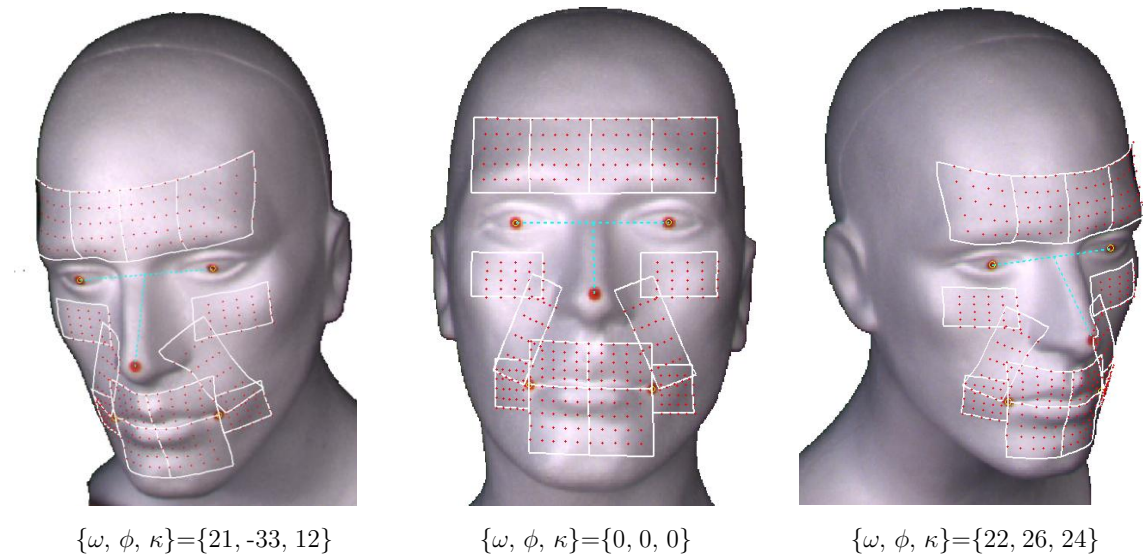 {ω, ϕ, κ}={21, -33, 12}
{ω, ϕ, κ}={0, 0, 0}
{ω, ϕ, κ}={22, 26, 24}